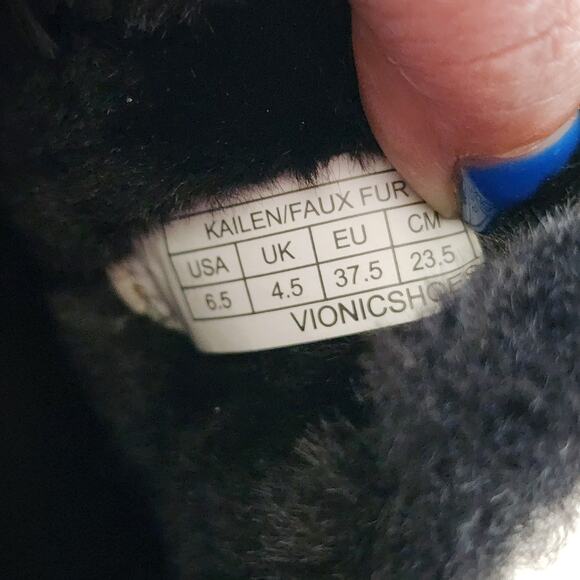 KAILEN/FAUX FUR
USA UK EU CM
6.5 4.5 37.5 23.5
VIONICSHOES